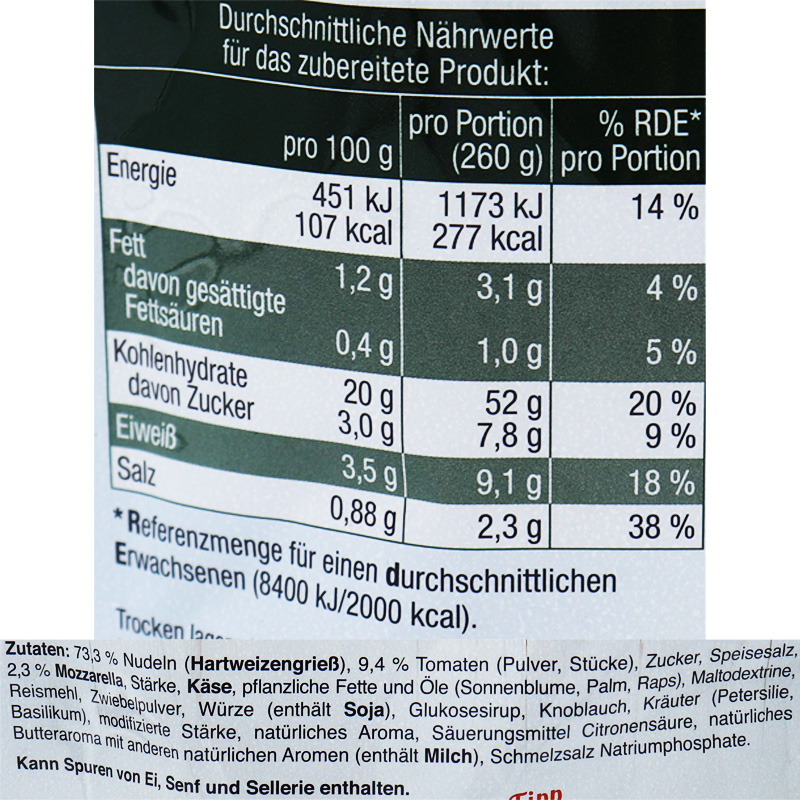 Durchschnittliche Nährwerte
für das zubereitete Produkt:
pro 100 g pro Portion (260 g) % RDE* pro Portion
Energie 451 kJ 1173 kJ 14 %
107 kcal 277 kcal
Fett 1,2 g 3,1 g 4 %
davon gesättigte
Fettsäuren 0,4 g 1,0 g 5 %
Kohlenhydrate 20 g 52 g 20 %
davon Zucker 3,0 g 7,8 g 9 %
Eiweiß 3,5 g 9,1 g 18 %
Salz 0,88 g 2,3 g 38 %
*Referenzmenge für einen durchschnittlichen
Erwachsenen (8400 kJ/2000 kcal).
Trocken
Zutaten: 73,3 % Nudeln (Hartweizengrieß), 9,4 % Tomaten (Pulver, Stücke), Zucker, Speisesalz,
2,3 % Mozzarella, Stärke, Käse, pflanzliche Fette und Öle (Sonnenblume, Palm, Raps), Maltodextrine,
Reismehl, Zwiebelpulver, Würze (enthält Soja), Glukosesirup, Knoblauch, Kräuter (Petersilie,
Basilikum), modifizierte Stärke, natürliches Aroma, Säuerungsmittel Citronensäure, natürliches
Butteraroma mit anderen natürlichen Aromen (enthält Milch), Schmelzsalz Natriumphosphate.
Kann Spuren von Ei, Senf und Sellerie enthalten.